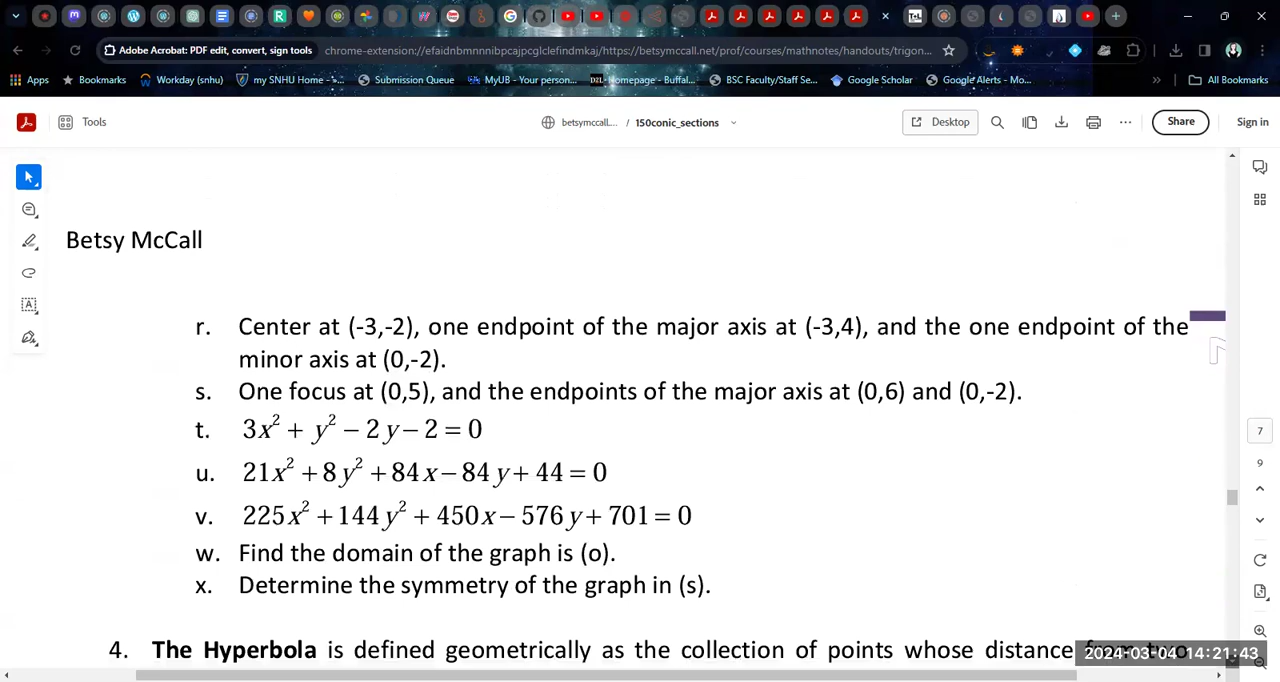 Adobe Acrobat: PDF edit, convert, sign tools
chrome-extension://efaidnbmnnnibpcajpcglclefindmkaj/https://betsymccall.net/prof/courses/mathnotes/handouts/trigon...
Apps
Bookmarks
Workday (snhu)
my SNHU Home -...
Submission Queue
MyUB - Your person...
D2L Homepage - Buffal...
BSC Faculty/Staff Se...
Google Scholar
Google Alerts - Mo...
»
All Bookmarks
Tools
betsymccall... / 150conic_sections
Desktop
Share
Sign in
Betsy McCall
r. Center at (-3,-2), one endpoint of the major axis at (-3,4), and the one endpoint of the
minor axis at (0,-2).
s. One focus at (0,5), and the endpoints of the major axis at (0,6) and (0,-2).
t. 3x² + y² − 2y − 2 = 0
u. 21x² + 8y² + 84x − 84y + 44 = 0
v. 225x² + 144y² + 450x − 576y + 701 = 0
w. Find the domain of the graph is (o).
x. Determine the symmetry of the graph in (s).
4. The Hyperbola is defined geometrically as the collection of points whose distance from two
7
9
2024-03-04 14:21:43